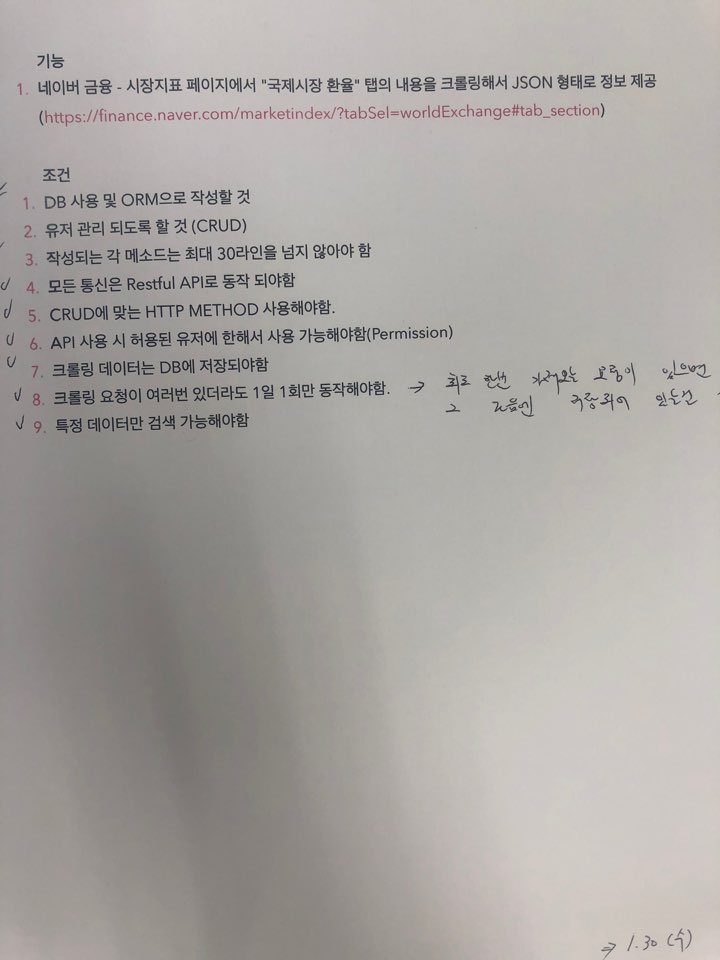 기능
1. 네이버 금융 - 시장지표 페이지에서 "국제시장 환율" 탭의 내용을 크롤링해서 JSON 형태로 정보 제공
(https://finance.naver.com/marketindex/?tabSel=worldExchange#tab_section)
조건
1. DB 사용 및 ORM으로 작성할 것
2. 유저 관리 되도록 할 것 (CRUD)
3. 작성되는 각 메소드는 최대 30라인을 넘지 않아야 함
4. 모든 통신은 Restful API로 동작 되야함
5. CRUD에 맞는 HTTP METHOD 사용해야함.
6. API 사용 시 허용된 유저에 한해서 사용 가능해야함(Permission)
7. 크롤링 데이터는 DB에 저장되야함
8. 크롤링 요청이 여러번 있더라도 1일 1회만 동작해야함. → 최초 한번 가져오는 요청이 있으면
그 다음엔 저장되어 있는
9. 특정 데이터만 검색 가능해야함
⇒ 1.30 (수)